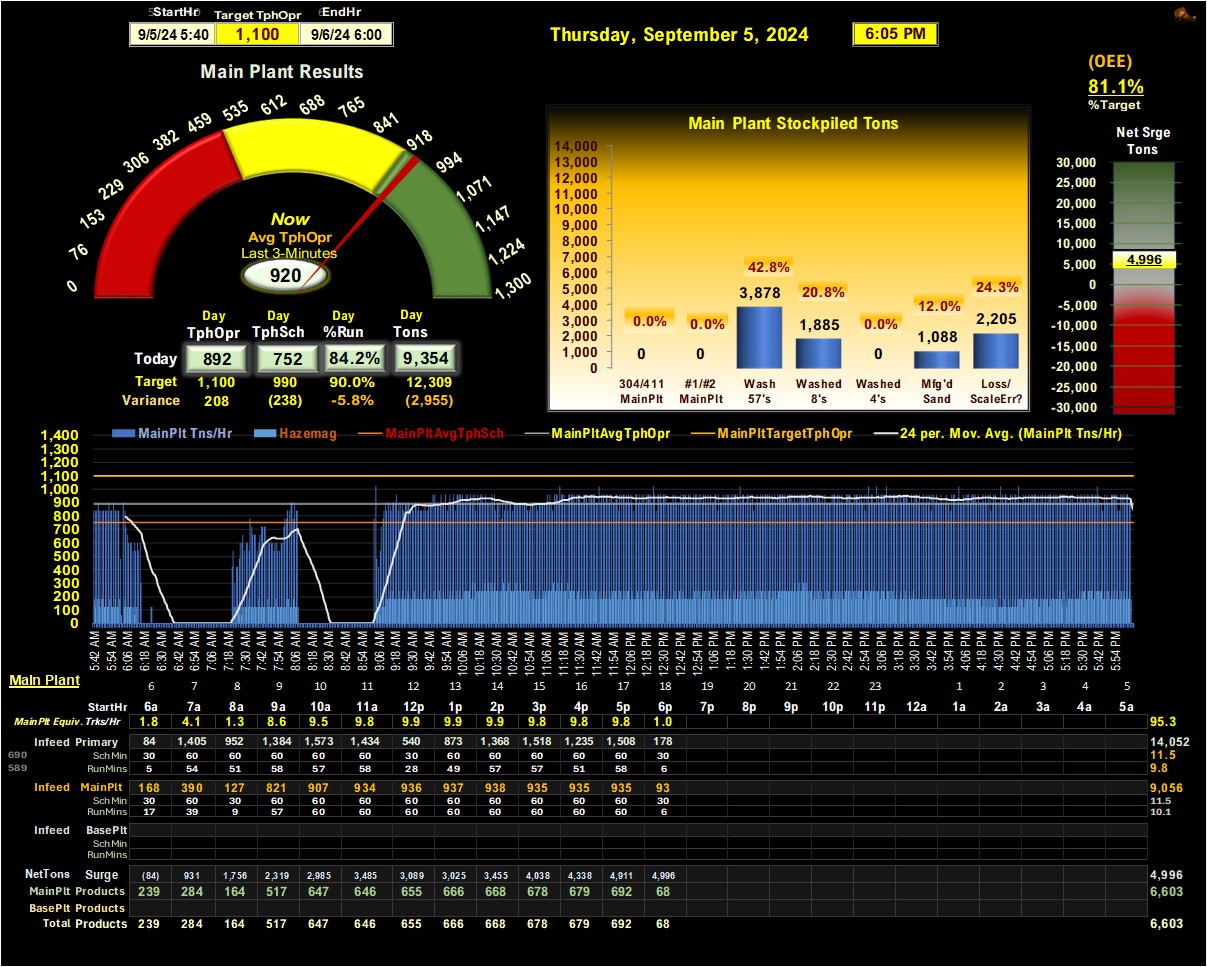 StartHr Target TphOpr EndHr
9/5/24 5:40 1,100 9/6/24 6:00
Thursday, September 5, 2024 6:05 PM
(OEE)
81.1%
%Target
Main Plant Results
0 76 153 229 306 382 459 535 612 688 765 841 918 994 1,071 1,147 1,224 1,300
Now
Avg TphOpr
Last 3-Minutes
920
Day Day Day Day
TphOpr TphSch %Run Tons
Today 892 752 84.2% 9,354
Target 1,100 990 90.0% 12,309
Variance 208 (238) -5.8% (2,955)
Main Plant Stockpiled Tons
14,000
13,000
12,000
11,000
10,000
9,000
8,000
7,000
6,000
5,000
4,000
3,000
2,000
1,000
0
0.0% 0.0% 42.8% 20.8% 0.0% 12.0% 24.3%
0 0 3,878 1,885 0 1,088 2,205
304/411 #1/#2 Wash Washed Washed Mfg'd Loss/
MainPlt MainPlt 57's 8's 4's Sand ScaleErr?
Net Srge
Tons
30,000
25,000
20,000
15,000
10,000
5,000
0
-5,000
-10,000
-15,000
-20,000
-25,000
-30,000
4,996
MainPlt Tns/Hr Hazemag MainPltAvgTphSch MainPltAvgTphOpr MainPltTargetTphOpr 24 per. Mov. Avg. (MainPlt Tns/Hr)
1,400
1,300
1,200
1,100
1,000
900
800
700
600
500
400
300
200
100
0
5:42 AM 5:54 AM 6:06 AM 6:18 AM 6:30 AM 6:42 AM 6:54 AM 7:06 AM 7:18 AM 7:30 AM 7:42 AM 7:54 AM 8:06 AM 8:18 AM 8:30 AM 8:42 AM 8:54 AM 9:06 AM 9:18 AM 9:30 AM 9:42 AM 9:54 AM 10:06 AM 10:18 AM 10:30 AM 10:42 AM 10:54 AM 11:06 AM 11:18 AM 11:30 AM 11:42 AM 11:54 AM 12:06 PM 12:18 PM 12:30 PM 12:42 PM 12:54 PM 1:06 PM 1:18 PM 1:30 PM 1:42 PM 1:54 PM 2:06 PM 2:18 PM 2:30 PM 2:42 PM 2:54 PM 3:06 PM 3:18 PM 3:30 PM 3:42 PM 3:54 PM 4:06 PM 4:18 PM 4:30 PM 4:42 PM 4:54 PM 5:06 PM 5:18 PM 5:30 PM 5:42 PM 5:54 PM
Main Plant
6 7 8 9 10 11 12 13 14 15 16 17 18 19 20 21 22 23 1 2 3 4 5
StartHr 6a 7a 8a 9a 10a 11a 12p 1p 2p 3p 4p 5p 6p 7p 8p 9p 10p 11p 12a 1a 2a 3a 4a 5a
MainPlt Equiv. Trks/Hr 1.8 4.1 1.3 8.6 9.5 9.8 9.9 9.9 9.9 9.8 9.8 9.8 1.0 95.3
Infeed Primary 84 1,405 952 1,384 1,573 1,434 540 873 1,368 1,518 1,235 1,508 178 14,052
690 Sch Min 30 60 60 60 60 60 30 60 60 60 60 60 30 11.5
589 RunMins 5 54 51 58 57 58 28 49 57 57 51 58 6 9.8
Infeed MainPlt 168 390 127 821 907 934 936 937 938 935 935 935 93 9,056
Sch Min 30 60 30 60 60 60 60 60 60 60 60 60 30 11.5
RunMins 17 39 9 57 60 60 60 60 60 60 60 60 6 10.1
Infeed BasePlt
Sch Min
RunMins
NetTons Surge (84) 931 1,756 2,319 2,985 3,485 3,089 3,025 3,455 4,038 4,338 4,911 4,996 4,996
MainPlt Products 239 284 164 517 647 646 655 666 668 678 679 692 68 6,603
BasePlt Products
Total Products 239 284 164 517 647 646 655 666 668 678 679 692 68 6,603